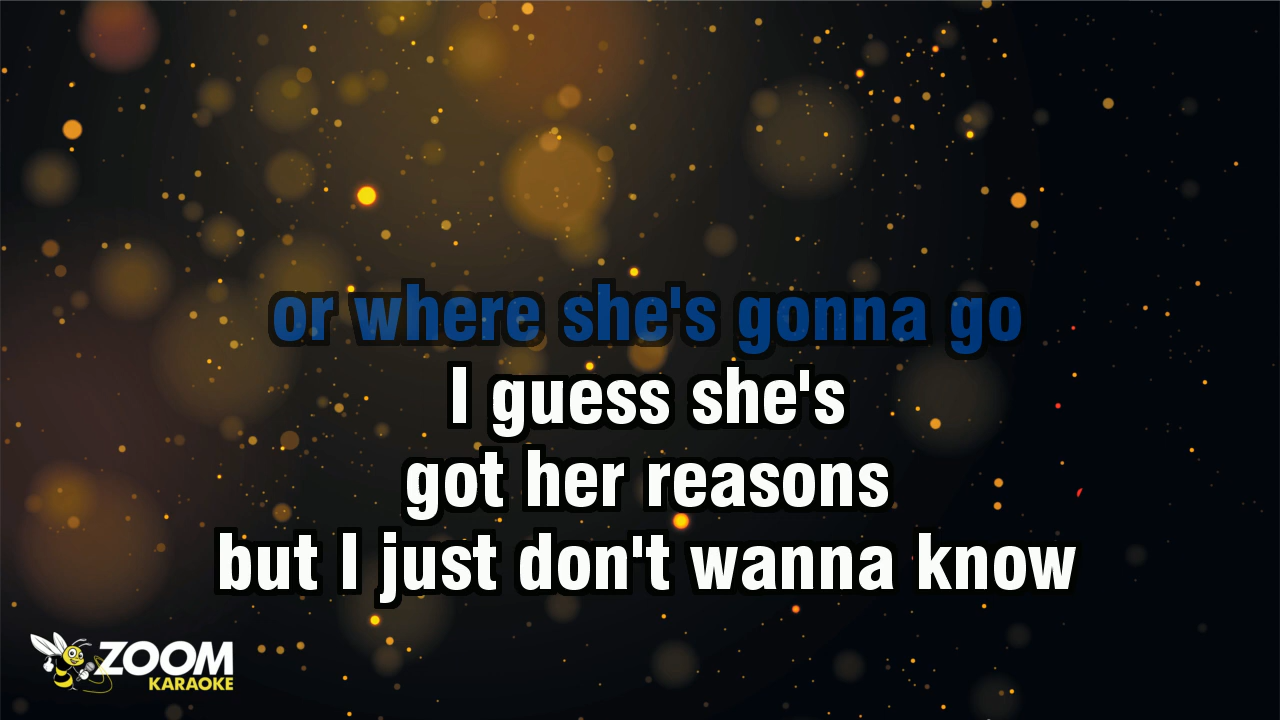 or where she's gonna go
I guess she's
got her reasons
but I just don't wanna know
ZOOM
KARAOKE